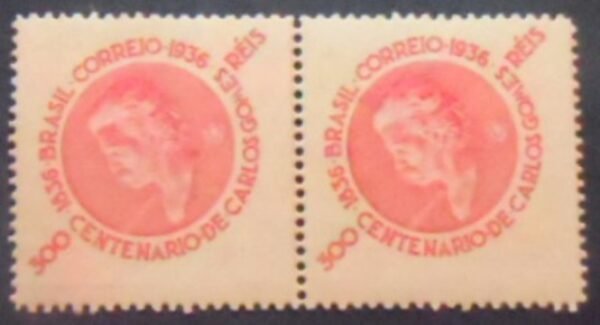 BRASIL · CORREIO · 1936 ·
RÉIS
1836 · CENTENARIO · DE · CARLOS GOMES
300
BRASIL · CORREIO · 1936 ·
RÉIS
1836 · CENTENARIO · DE · CARLOS GOMES
300